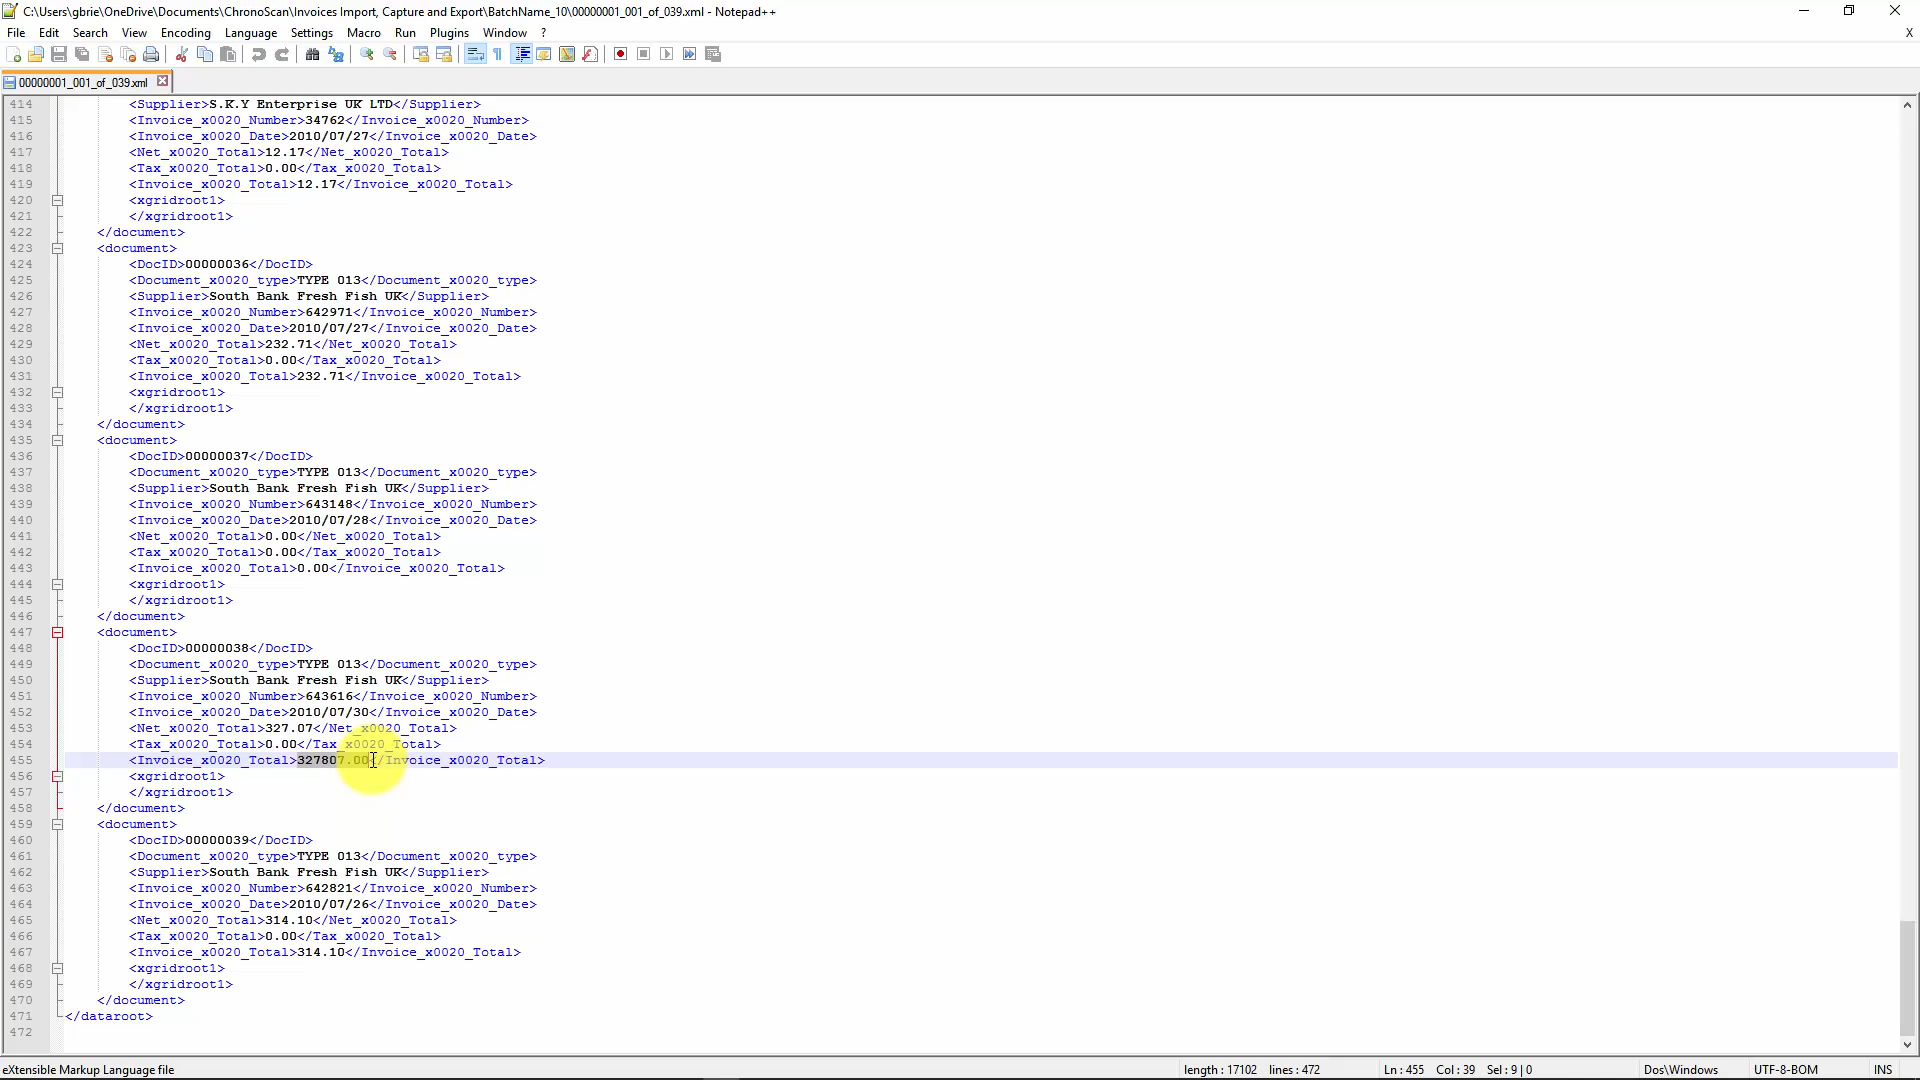 C:\Users\gbrie\OneDrive\Documents\ChronoScan\Invoices Import, Capture and Export\BatchName_10\00000001_001_of_039.xml - Notepad++
File Edit Search View Encoding Language Settings Macro Run Plugins Window ?
X
00000001_001_of_039.xml
414 <Supplier>S.K.Y Enterprise UK LTD</Supplier>
415 <Invoice_x0020_Number>34762</Invoice_x0020_Number>
416 <Invoice_x0020_Date>2010/07/27</Invoice_x0020_Date>
417 <Net_x0020_Total>12.17</Net_x0020_Total>
418 <Tax_x0020_Total>0.00</Tax_x0020_Total>
419 <Invoice_x0020_Total>12.17</Invoice_x0020_Total>
420 <xgridroot1>
421 </xgridroot1>
422 </document>
423 <document>
424 <DocID>00000036</DocID>
425 <Document_x0020_type>TYPE 013</Document_x0020_type>
426 <Supplier>South Bank Fresh Fish UK</Supplier>
427 <Invoice_x0020_Number>642971</Invoice_x0020_Number>
428 <Invoice_x0020_Date>2010/07/27</Invoice_x0020_Date>
429 <Net_x0020_Total>232.71</Net_x0020_Total>
430 <Tax_x0020_Total>0.00</Tax_x0020_Total>
431 <Invoice_x0020_Total>232.71</Invoice_x0020_Total>
432 <xgridroot1>
433 </xgridroot1>
434 </document>
435 <document>
436 <DocID>00000037</DocID>
437 <Document_x0020_type>TYPE 013</Document_x0020_type>
438 <Supplier>South Bank Fresh Fish UK</Supplier>
439 <Invoice_x0020_Number>643148</Invoice_x0020_Number>
440 <Invoice_x0020_Date>2010/07/28</Invoice_x0020_Date>
441 <Net_x0020_Total>0.00</Net_x0020_Total>
442 <Tax_x0020_Total>0.00</Tax_x0020_Total>
443 <Invoice_x0020_Total>0.00</Invoice_x0020_Total>
444 <xgridroot1>
445 </xgridroot1>
446 </document>
447 <document>
448 <DocID>00000038</DocID>
449 <Document_x0020_type>TYPE 013</Document_x0020_type>
450 <Supplier>South Bank Fresh Fish UK</Supplier>
451 <Invoice_x0020_Number>643616</Invoice_x0020_Number>
452 <Invoice_x0020_Date>2010/07/30</Invoice_x0020_Date>
453 <Net_x0020_Total>327.07</Net_x0020_Total>
454 <Tax_x0020_Total>0.00</Tax_x0020_Total>
455 <Invoice_x0020_Total>327807.00</Invoice_x0020_Total>
456 <xgridroot1>
457 </xgridroot1>
458 </document>
459 <document>
460 <DocID>00000039</DocID>
461 <Document_x0020_type>TYPE 013</Document_x0020_type>
462 <Supplier>South Bank Fresh Fish UK</Supplier>
463 <Invoice_x0020_Number>642821</Invoice_x0020_Number>
464 <Invoice_x0020_Date>2010/07/26</Invoice_x0020_Date>
465 <Net_x0020_Total>314.10</Net_x0020_Total>
466 <Tax_x0020_Total>0.00</Tax_x0020_Total>
467 <Invoice_x0020_Total>314.10</Invoice_x0020_Total>
468 <xgridroot1>
469 </xgridroot1>
470 </document>
471 </dataroot>
472
eXtensible Markup Language file length : 17102 lines : 472 Ln : 455 Col : 39 Sel : 9 | 0 Dos\Windows UTF-8-BOM INS